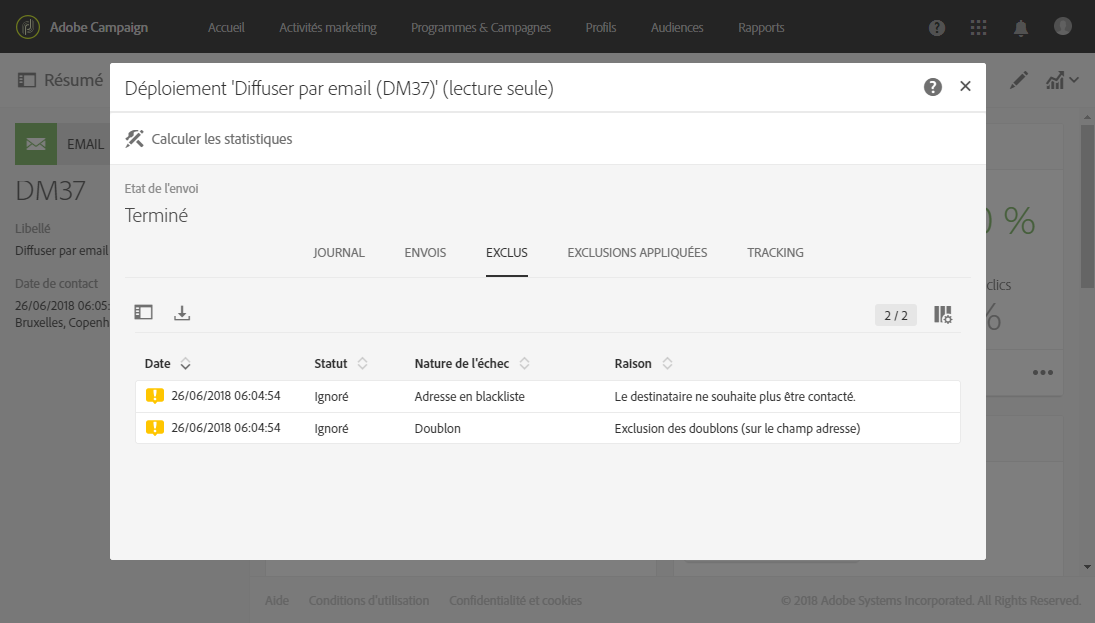 Adobe Campaign
Accueil
Activités marketing
Programmes & Campagnes
Profils
Audiences
Rapports
Résumé
Déploiement 'Diffuser par email (DM37)' (lecture seule)
Calculer les statistiques
EMAIL
DM37
Libellé
Diffuser par email
Date de contact
26/06/2018 06:05:
Bruxelles, Copenh
Etat de l'envoi
Terminé
JOURNAL
ENVOIS
EXCLUS
EXCLUSIONS APPLIQUÉES
TRACKING
%
clics
%
2 / 2
Date
Statut
Nature de l'échec
Raison
26/06/2018 06:04:54
Ignoré
Adresse en blackliste
Le destinataire ne souhaite plus être contacté.
26/06/2018 06:04:54
Ignoré
Doublon
Exclusion des doublons (sur le champ adresse)
Aide
Conditions d'utilisation
Confidentialité et cookies
© 2018 Adobe Systems Incorporated. All Rights Reserved.